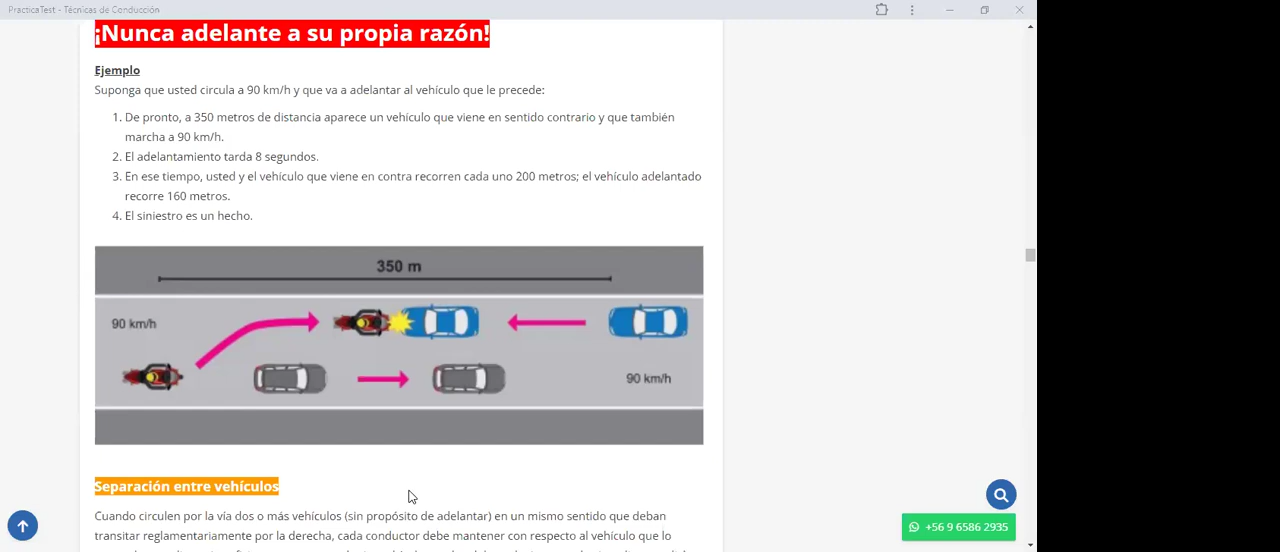 PracticaTest - Técnicas de Conducción
¡Nunca adelante a su propia razón!
Ejemplo
Suponga que usted circula a 90 km/h y que va a adelantar al vehículo que le precede:
1. De pronto, a 350 metros de distancia aparece un vehículo que viene en sentido contrario y que también
marcha a 90 km/h.
2. El adelantamiento tarda 8 segundos.
3. En ese tiempo, usted y el vehículo que viene en contra recorren cada uno 200 metros; el vehículo adelantado
recorre 160 metros.
4. El siniestro es un hecho.
350 m
90 km/h
90 km/h
Separación entre vehículos
Cuando circulen por la vía dos o más vehículos (sin propósito de adelantar) en un mismo sentido que deban
transitar reglamentariamente por la derecha, cada conductor debe mantener con respecto al vehículo que lo
+56 9 6586 2935